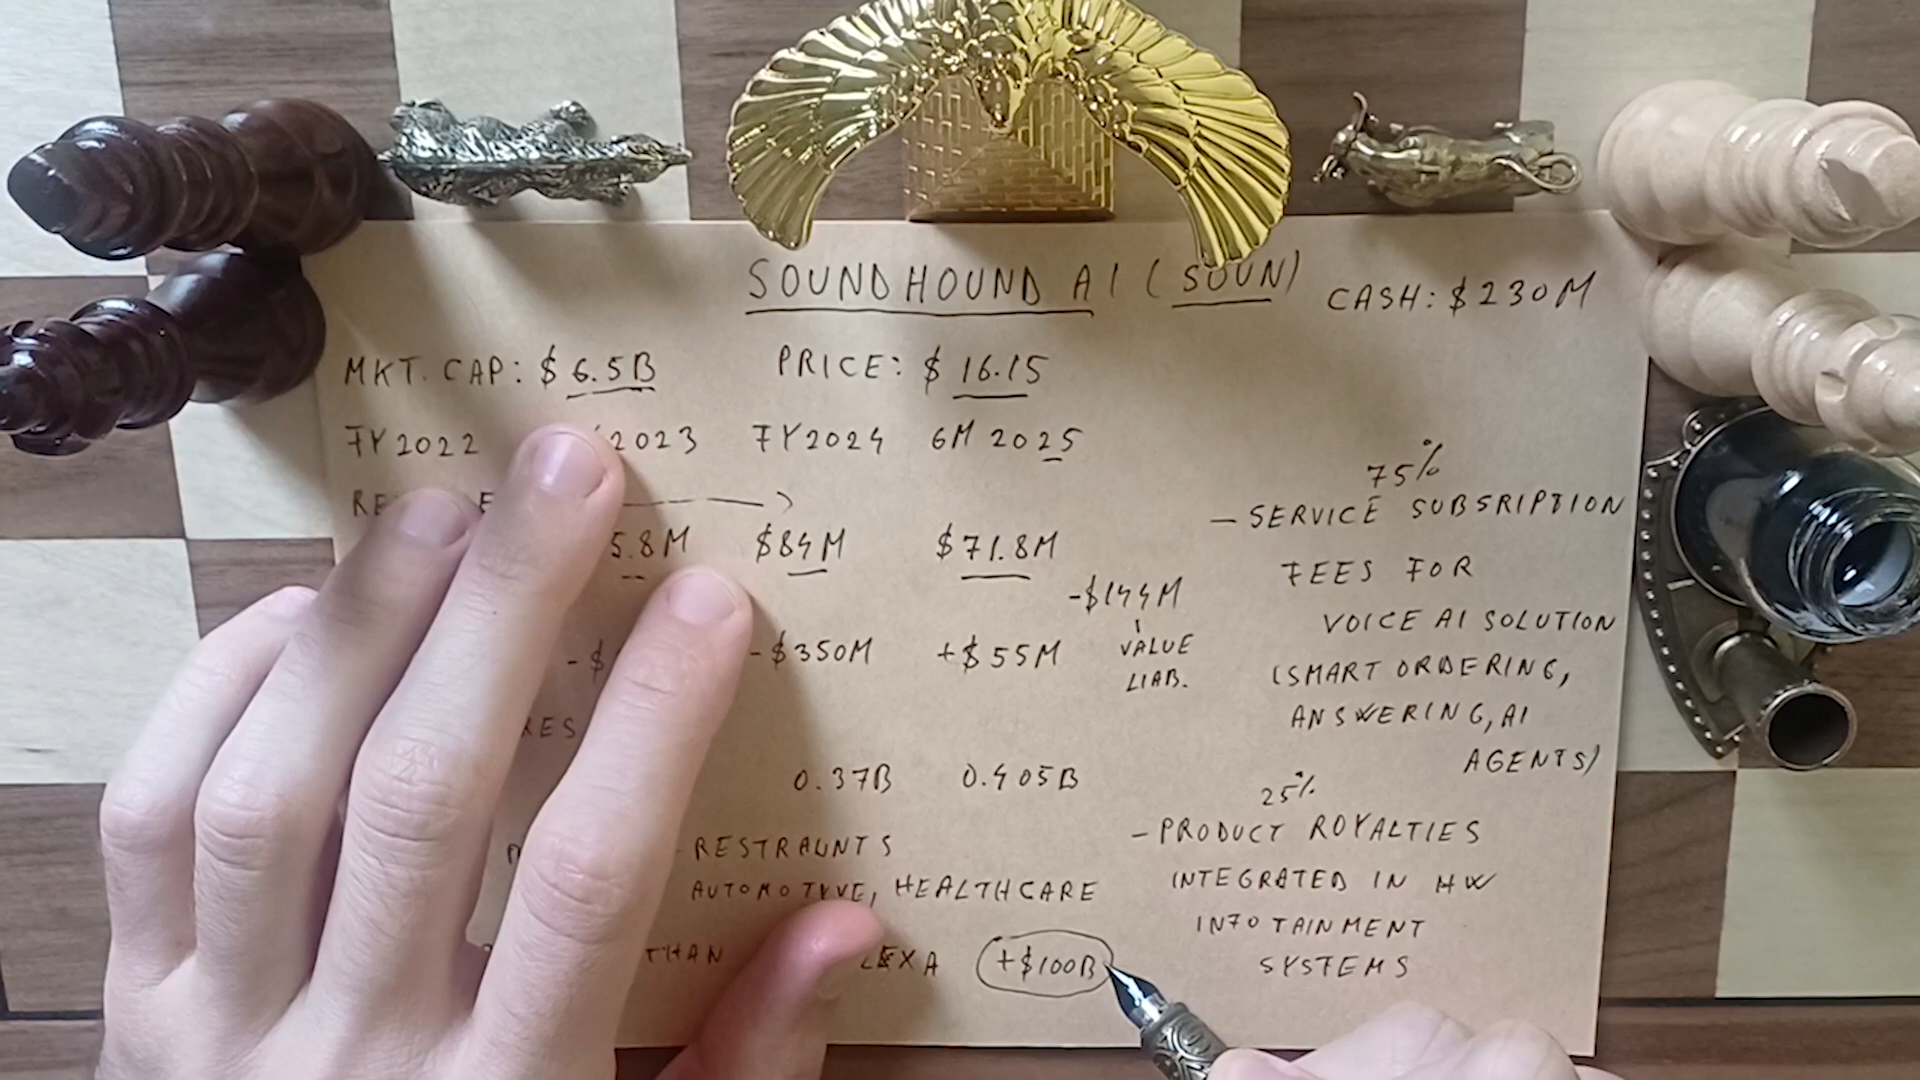 SOUNDHOUND AI (SOUN)
CASH: $230M
MKT. CAP: $6.5B
PRICE: $16.15
FY2022 2023 FY2024 6M 2025
5.8M $84M $71.8M
-$ -$350M +$55M
-$144M
VALUE
LIAB.
0.37B 0.405B
- RESTRAUNTS
AUTOMOTIVE, HEALTHCARE
THAN +$100B
75%
- SERVICE SUBSRIPTION
FEES FOR
VOICE AI SOLUTION
(SMART ORDERING,
ANSWERING, AI
AGENTS)
25%
- PRODUCT ROYALTIES
INTEGRATED IN HW
INFOTAINMENT
SYSTEMS